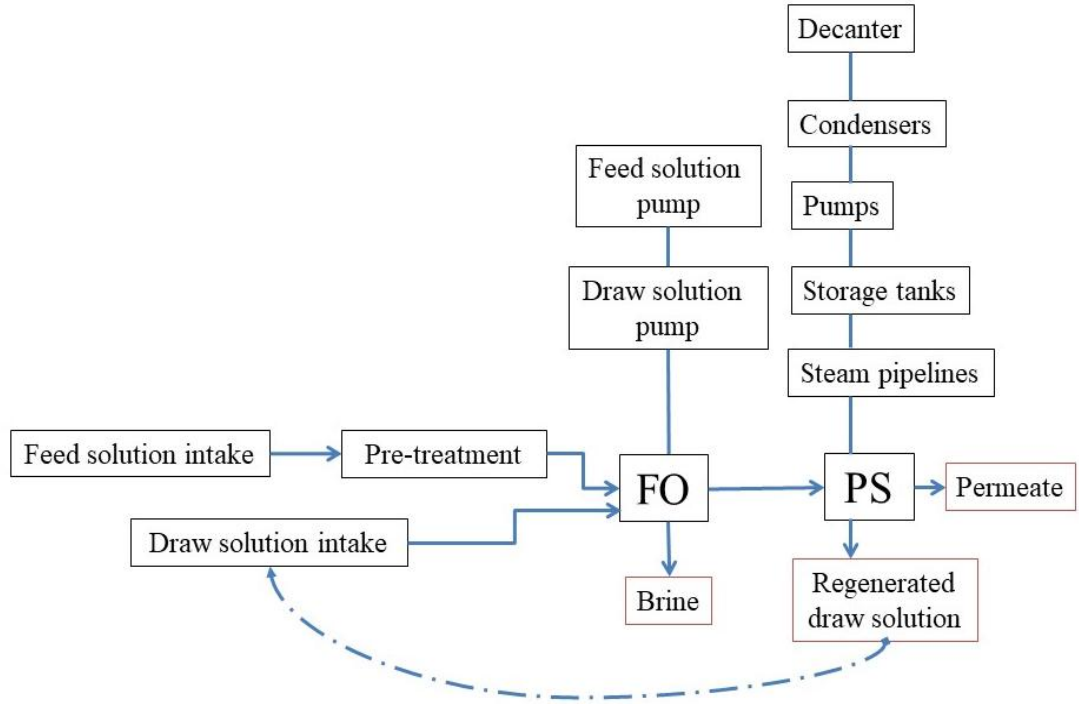 Decanter
Condensers
Feed solution
pump
Pumps
Draw solution
pump
Storage tanks
Steam pipelines
Feed solution intake
Pre-treatment
FO
PS
Permeate
Draw solution intake
Brine
Regenerated
draw solution